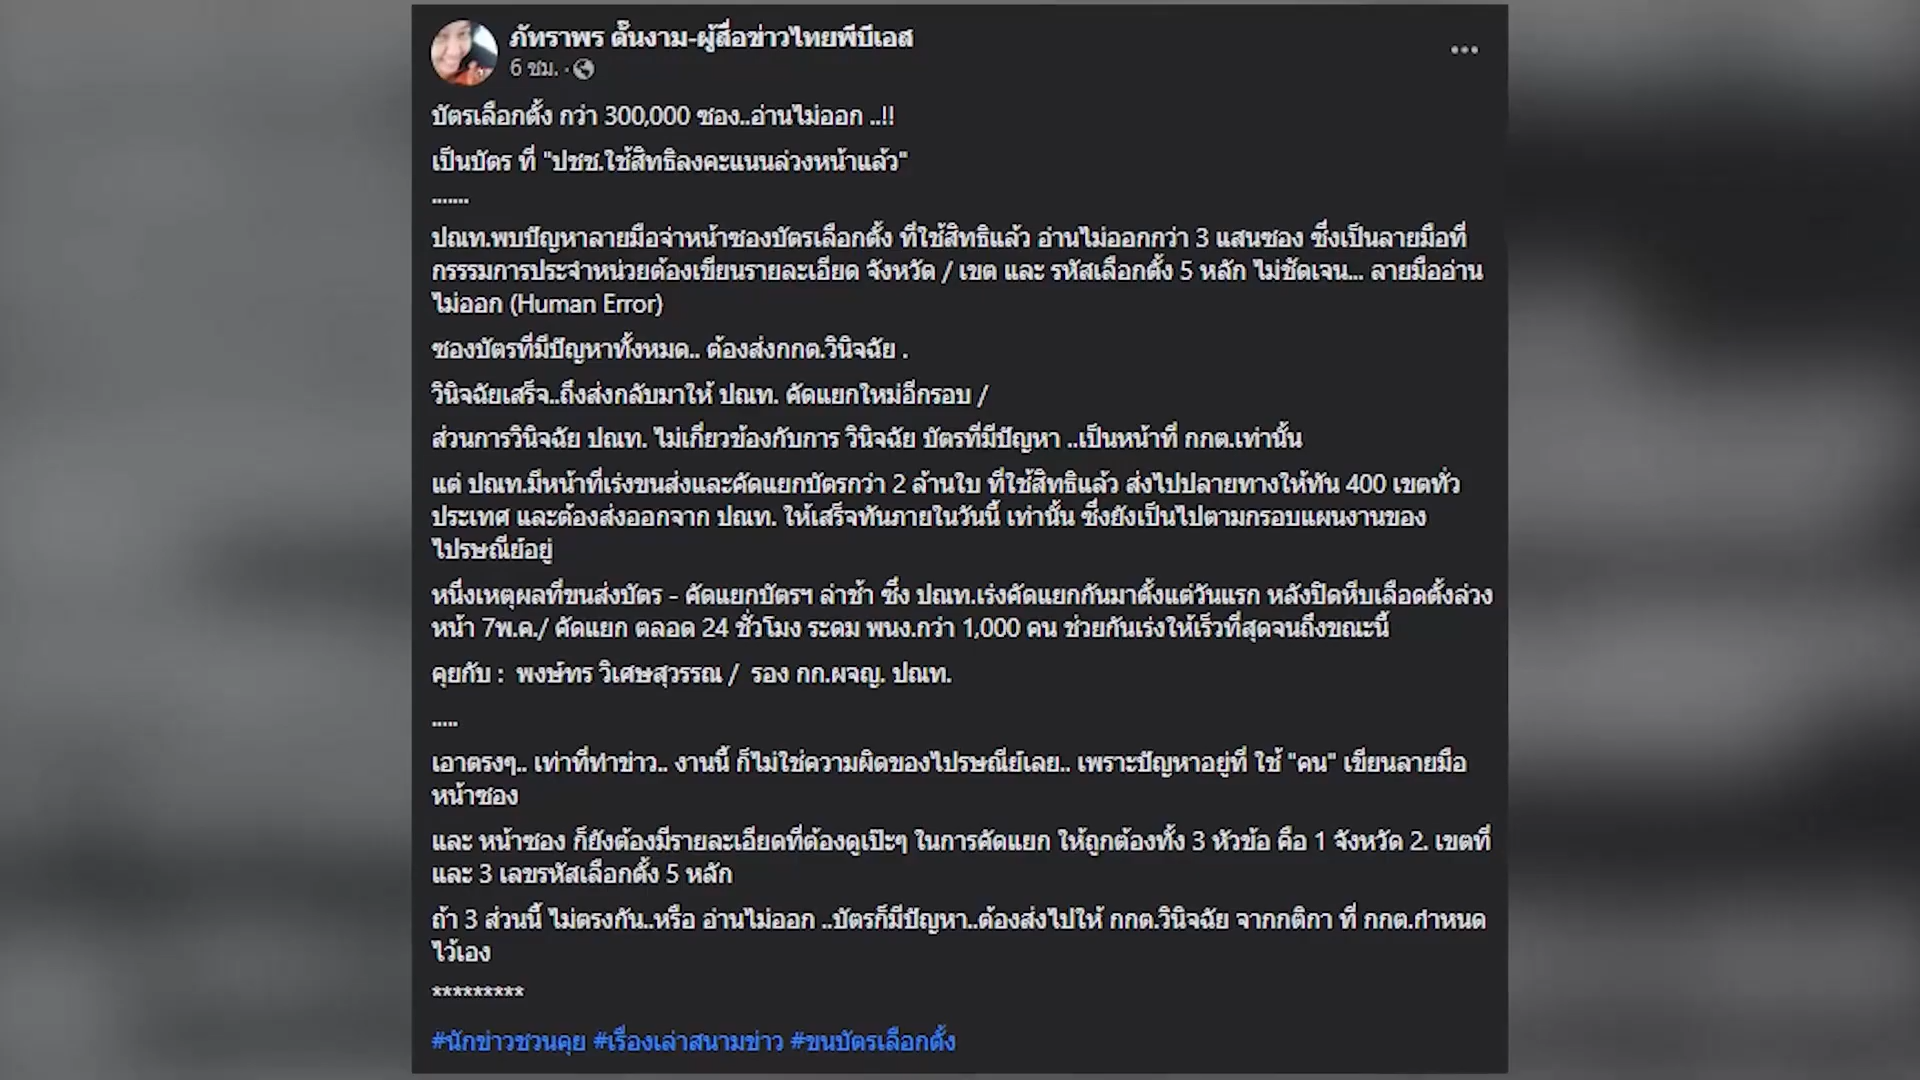 ภัทราพร ตั๊นงาม-ผู้สื่อข่าวไทยพีบีเอส
6 ชม. ·
บัตรเลือกตั้ง กว่า 300,000 ซอง..อ่านไม่ออก ..!!
เป็นบัตร ที่ "ปชช.ใช้สิทธิลงคะแนนล่วงหน้าแล้ว"
.......
ปณท.พบปัญหาลายมือจ่าหน้าซองบัตรเลือกตั้ง ที่ใช้สิทธิแล้ว อ่านไม่ออกกว่า 3 แสนซอง ซึ่งเป็นลายมือที่
กรรรมการประจำหน่วยต้องเขียนรายละเอียด จังหวัด / เขต และ รหัสเลือกตั้ง 5 หลัก ไม่ชัดเจน... ลายมืออ่าน
ไม่ออก (Human Error)
ซองบัตรที่มีปัญหาทั้งหมด.. ต้องส่งกกต.วินิจฉัย .
วินิจฉัยเสร็จ..ถึงส่งกลับมาให้ ปณท. คัดแยกใหม่อีกรอบ /
ส่วนการวินิจฉัย ปณท. ไม่เกี่ยวข้องกับการ วินิจฉัย บัตรที่มีปัญหา ..เป็นหน้าที่ กกต.เท่านั้น
แต่ ปณท.มีหน้าที่เร่งขนส่งและคัดแยกบัตรกว่า 2 ล้านใบ ที่ใช้สิทธิแล้ว ส่งไปปลายทางให้ทัน 400 เขตทั่ว
ประเทศ และต้องส่งออกจาก ปณท. ให้เสร็จทันภายในวันนี้ เท่านั้น ซึ่งยังเป็นไปตามกรอบแผนงานของ
ไปรษณีย์อยู่
หนึ่งเหตุผลที่ขนส่งบัตร - คัดแยกบัตรฯ ล่าช้า ซึ่ง ปณท.เร่งคัดแยกกันมาตั้งแต่วันแรก หลังปิดหีบเลือดตั้งล่วง
หน้า 7พ.ค./ คัดแยก ตลอด 24 ชั่วโมง ระดม พนง.กว่า 1,000 คน ช่วยกันเร่งให้เร็วที่สุดจนถึงขณะนี้
คุยกับ : พงษ์ทร วิเศษสุวรรณ / รอง กก.ผจญ. ปณท.
.....
เอาตรงๆ.. เท่าที่ทำข่าว.. งานนี้ ก็ไม่ใช่ความผิดของไปรษณีย์เลย.. เพราะปัญหาอยู่ที่ ใช้ "คน" เขียนลายมือ
หน้าซอง
และ หน้าซอง ก็ยังต้องมีรายละเอียดที่ต้องดูเป๊ะๆ ในการคัดแยก ให้ถูกต้องทั้ง 3 หัวข้อ คือ 1 จังหวัด 2. เขตที่
และ 3 เลขรหัสเลือกตั้ง 5 หลัก
ถ้า 3 ส่วนนี้ ไม่ตรงกัน..หรือ อ่านไม่ออก ..บัตรก็มีปัญหา..ต้องส่งไปให้ กกต.วินิจฉัย จากกติกา ที่ กกต.กำหนด
ไว้เอง
*********
#นักข่าวชวนคุย #เรื่องเล่าสนามข่าว #ขนบัตรเลือกตั้ง